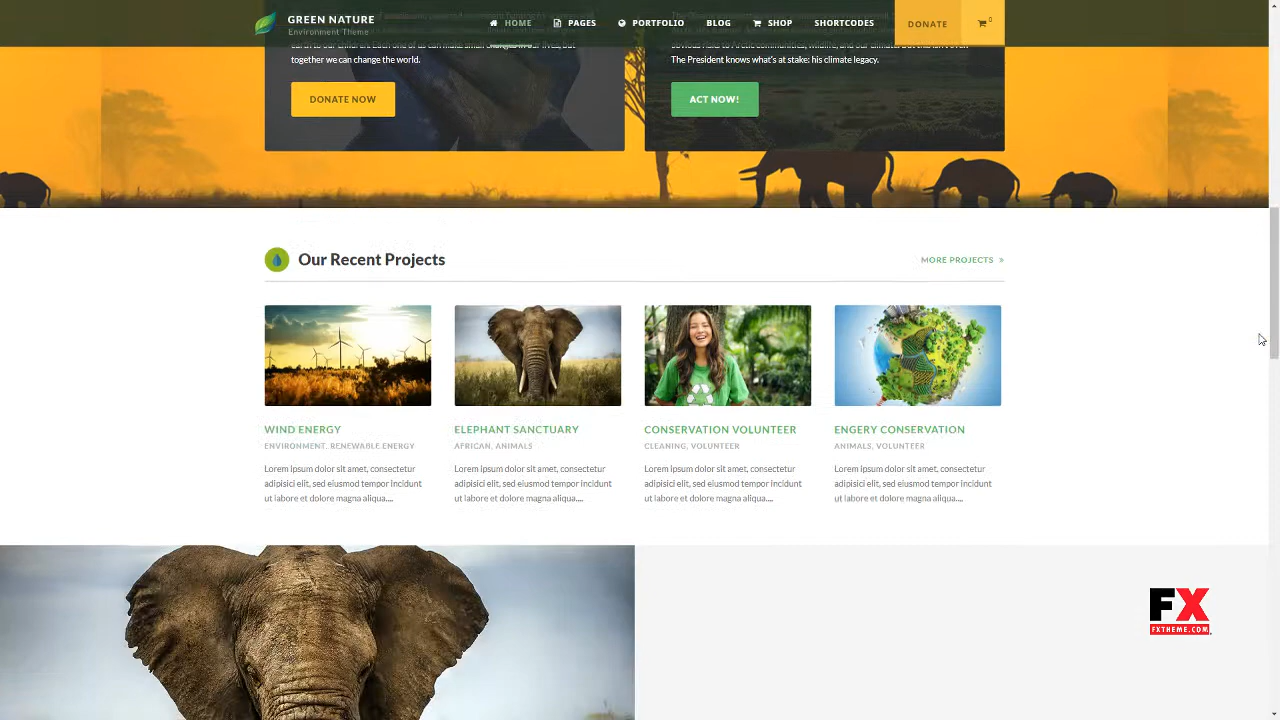 GREEN NATURE
Environment Theme
HOME
PAGES
PORTFOLIO
BLOG
SHOP
SHORTCODES
DONATE
0
together we can change the world.
The President knows what's at stake: his climate legacy.
DONATE NOW
ACT NOW!
Our Recent Projects
MORE PROJECTS »
WIND ENERGY
ENVIRONMENT, RENEWABLE ENERGY
Lorem ipsum dolor sit amet, consectetur
adipisici elit, sed eiusmod tempor incidunt
ut labore et dolore magna aliqua....
ELEPHANT SANCTUARY
AFRICAN, ANIMALS
Lorem ipsum dolor sit amet, consectetur
adipisici elit, sed eiusmod tempor incidunt
ut labore et dolore magna aliqua....
CONSERVATION VOLUNTEER
CLEANING, VOLUNTEER
Lorem ipsum dolor sit amet, consectetur
adipisici elit, sed eiusmod tempor incidunt
ut labore et dolore magna aliqua....
ENGERY CONSERVATION
ANIMALS, VOLUNTEER
Lorem ipsum dolor sit amet, consectetur
adipisici elit, sed eiusmod tempor incidunt
ut labore et dolore magna aliqua....
FX
FXTHEME.COM